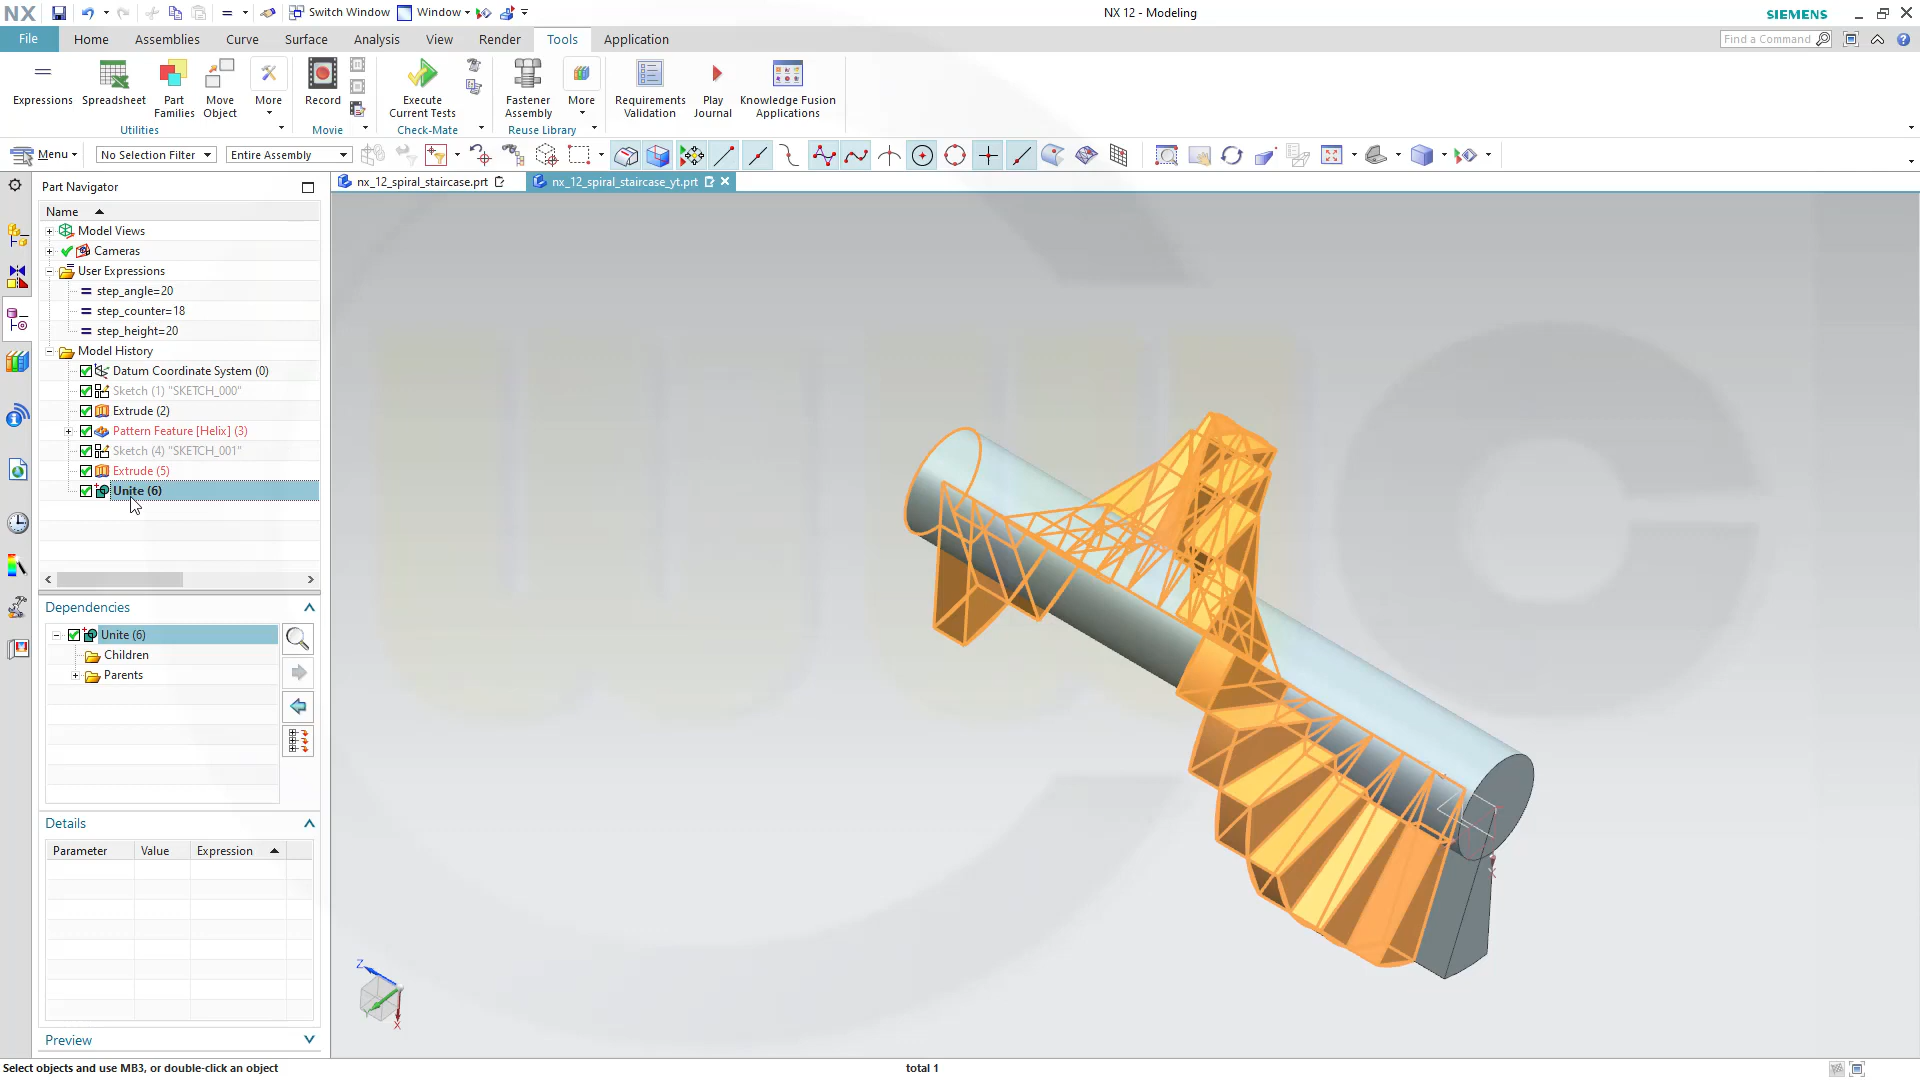 NX
Switch Window
Window
NX 12 - Modeling
SIEMENS
File
Home
Assemblies
Curve
Surface
Analysis
View
Render
Tools
Application
Find a Command
Expressions
Spreadsheet
Part Families
Move Object
More
Record
Execute Current Tests
Fastener Assembly
More
Requirements Validation
Play Journal
Knowledge Fusion Applications
Utilities
Movie
Check-Mate
Reuse Library
Menu
No Selection Filter
Entire Assembly
Part Navigator
nx_12_spiral_staircase.prt
nx_12_spiral_staircase_yt.prt
Name
Model Views
Cameras
User Expressions
step_angle=20
step_counter=18
step_height=20
Model History
Datum Coordinate System (0)
Sketch (1) "SKETCH_000"
Extrude (2)
Pattern Feature [Helix] (3)
Sketch (4) "SKETCH_001"
Extrude (5)
Unite (6)
Dependencies
Unite (6)
Children
Parents
Details
Parameter
Value
Expression
Preview
Z
X
X
Select objects and use MB3, or double-click an object
total 1